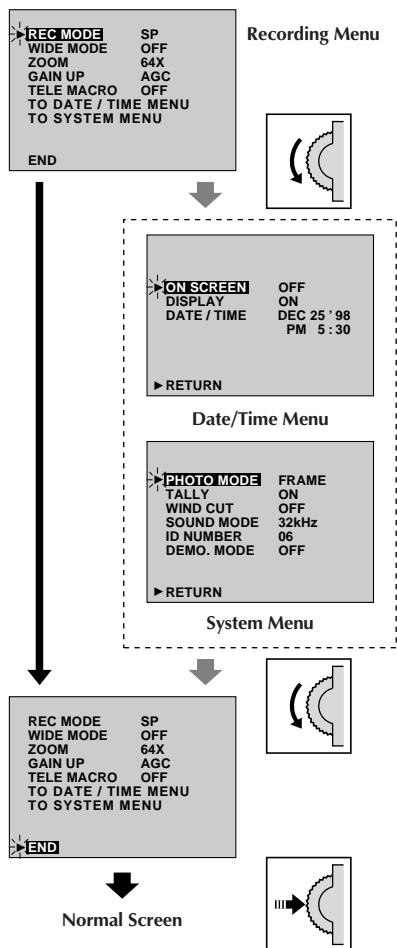 Recording Menu
REC MODE SP
WIDE MODE OFF
ZOOM 64X
GAIN UP AGC
TELE MACRO OFF
TO DATE / TIME MENU
TO SYSTEM MENU
END
ON SCREEN OFF
DISPLAY ON
DATE / TIME DEC 25 ’ 98
PM 5 : 30
RETURN
Date/Time Menu
PHOTO MODE FRAME
TALLY ON
WIND CUT OFF
SOUND MODE 32kHz
ID NUMBER 06
DEMO. MODE OFF
RETURN
System Menu
REC MODE SP
WIDE MODE OFF
ZOOM 64X
GAIN UP AGC
TELE MACRO OFF
TO DATE / TIME MENU
TO SYSTEM MENU
END
Normal Screen